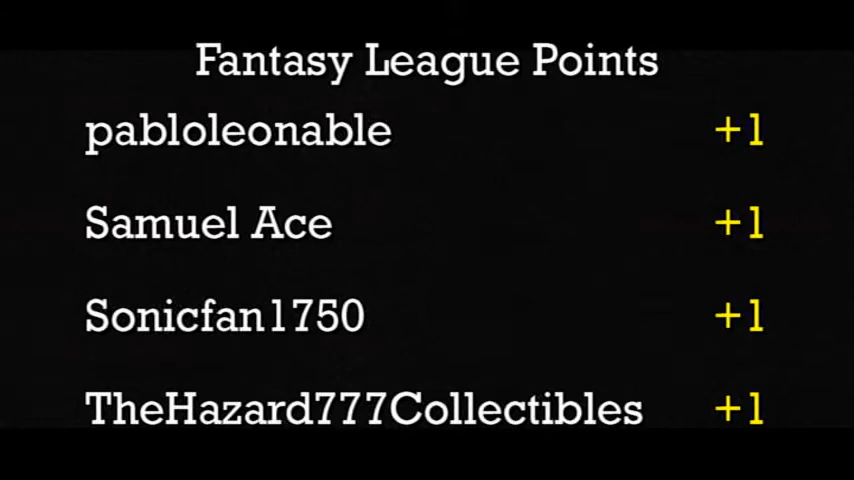 Fantasy League Points
pabloleonable +1
Samuel Ace +1
Sonicfan1750 +1
TheHazard777Collectibles +1